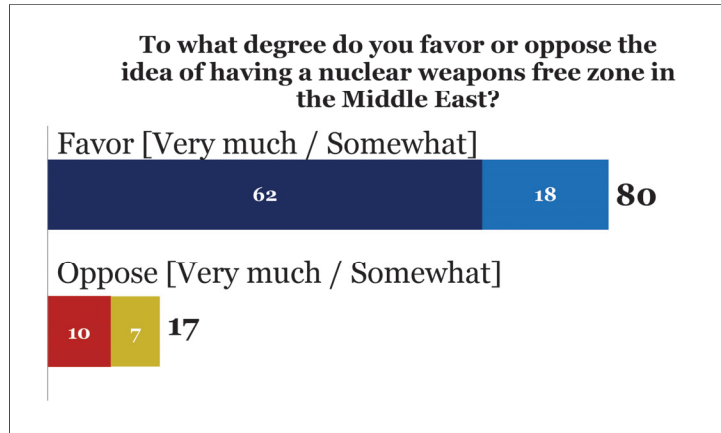 To what degree do you favor or oppose the
idea of having a nuclear weapons free zone in
the Middle East?
Favor [Very much / Somewhat]
62 18 80
Oppose [Very much / Somewhat]
10 7 17